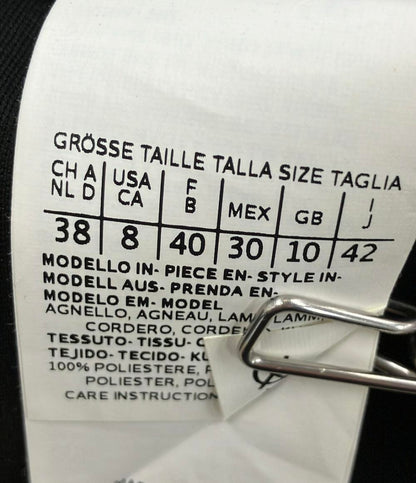 GRÖSSE TAILLE TALLA SIZE TAGLIA
CH A USA F MEX GB I
NL D CA B J
38 8 40 30 10 42
MODELLO IN- PIECE EN- STYLE IN-
MODELL AUS- PRENDA EN-
MODELO EM- MODEL
AGNELLO, AGNEAU,
CORDERO,
TESSUTO- TISSU-
TEJIDO- TECIDO-
100% POLIESTERE,
POLIESTER,
CARE INSTRUCTION